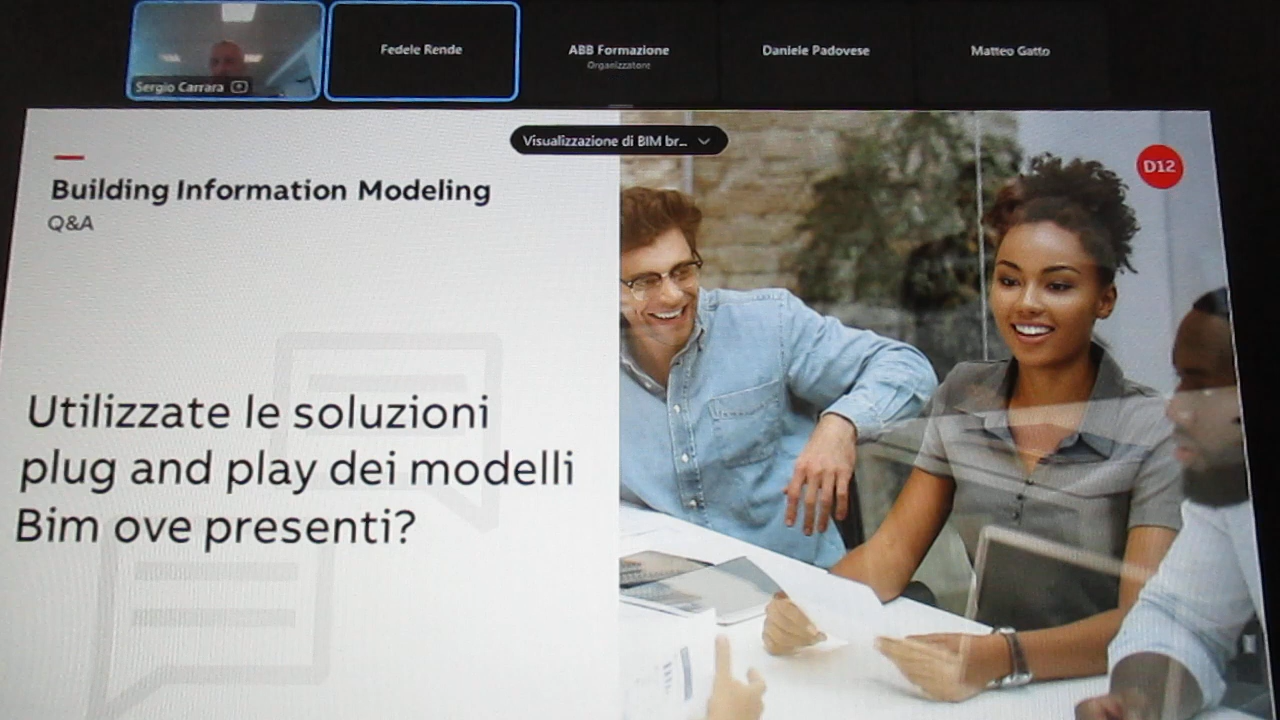 Sergio Carrara
Fedele Rende
ABB Formazione
Organizzatore
Daniele Padovese
Matteo Gatto
Visualizzazione di BIM br...
D12
Building Information Modeling
Q&A
Utilizzate le soluzioni
plug and play dei modelli
Bim ove presenti?